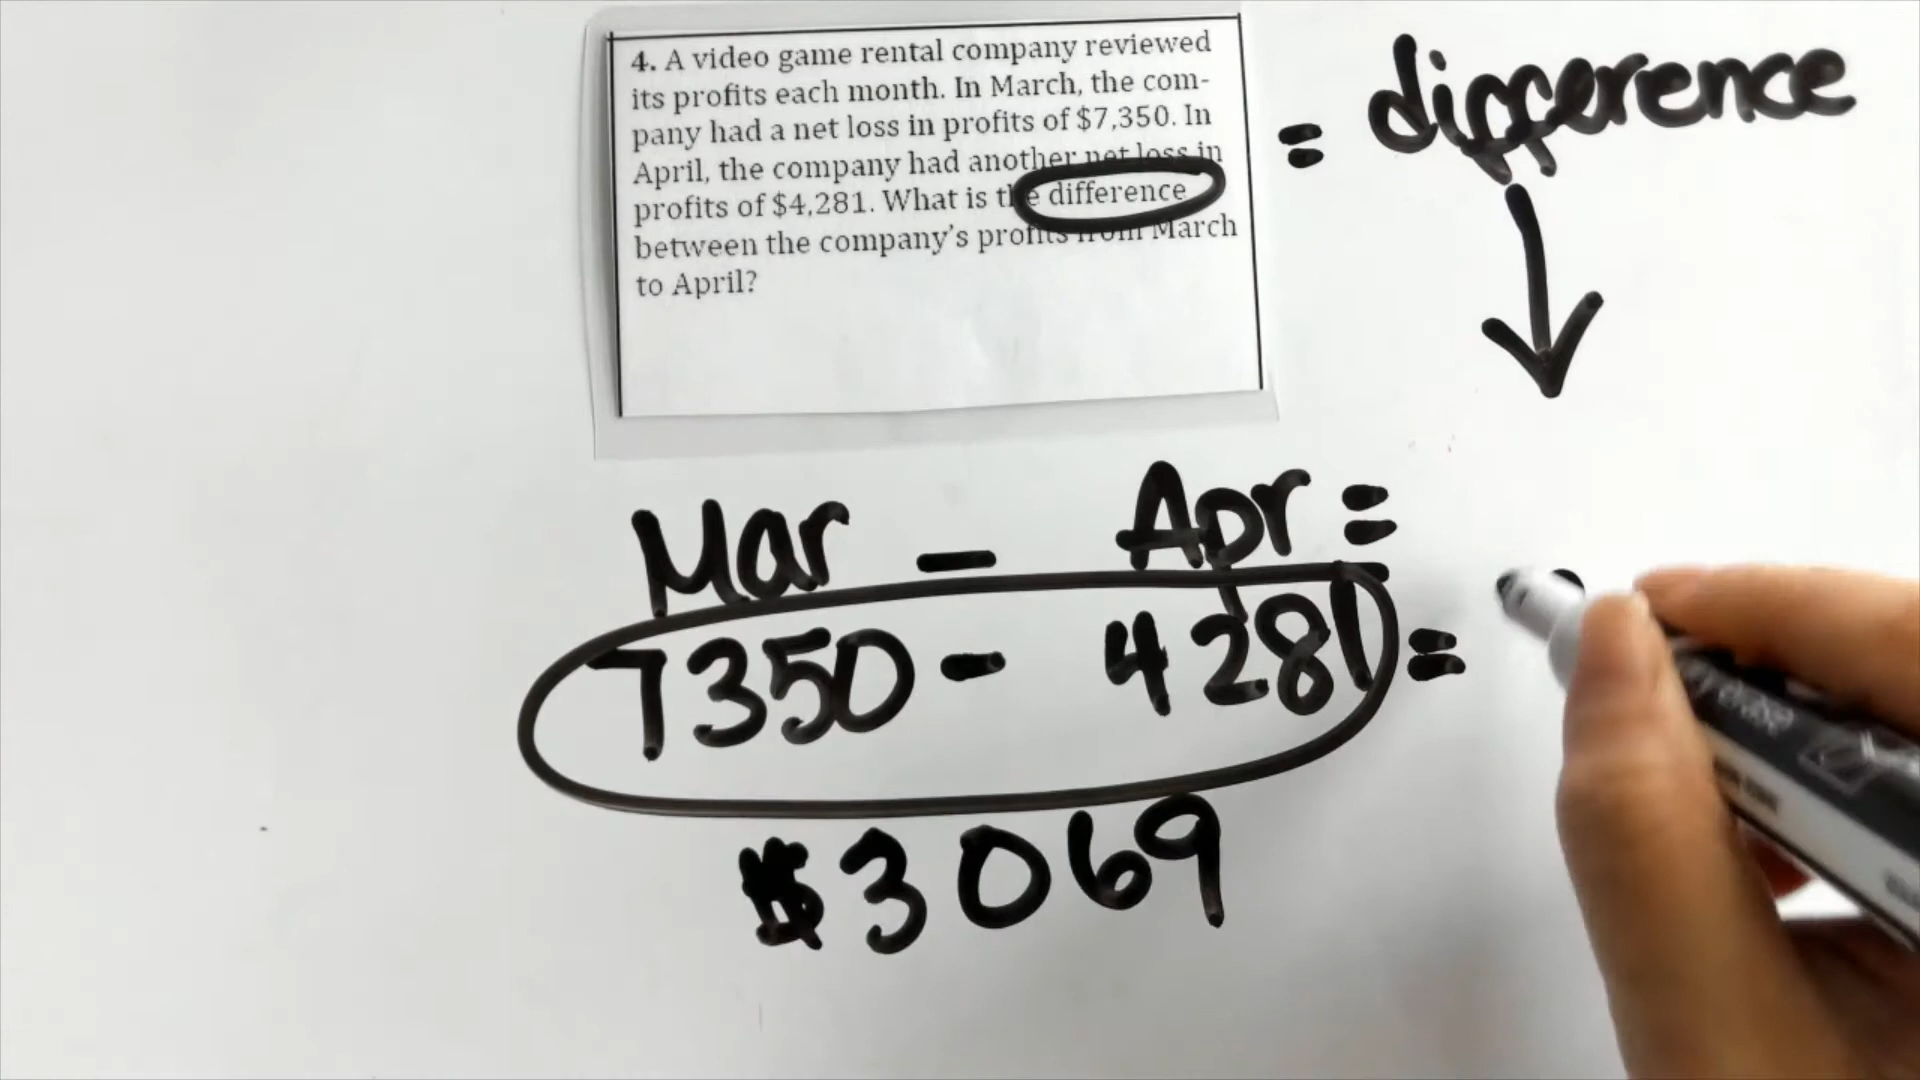 4. A video game rental company reviewed
its profits each month. In March, the com-
pany had a net loss in profits of $7,350. In
April, the company had another net loss in
profits of $4,281. What is the difference
between the company's profits from March
to April?
= difference
Mar - Apr =
7350 - 4281 =
$3069